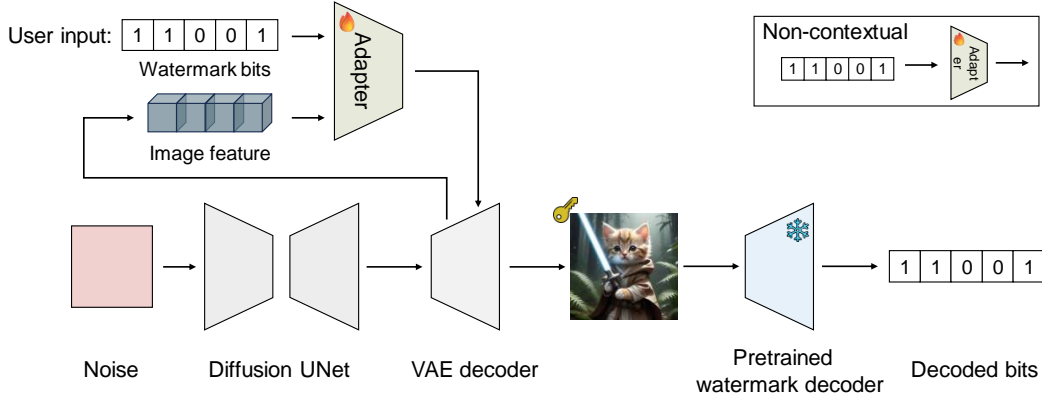 User input: 1 1 0 0 1
Watermark bits
Adapter
Image feature
Non-contextual
1 1 0 0 1
Adapt
er
1 1 0 0 1
Noise
Diffusion UNet
VAE decoder
Pretrained
watermark decoder
Decoded bits